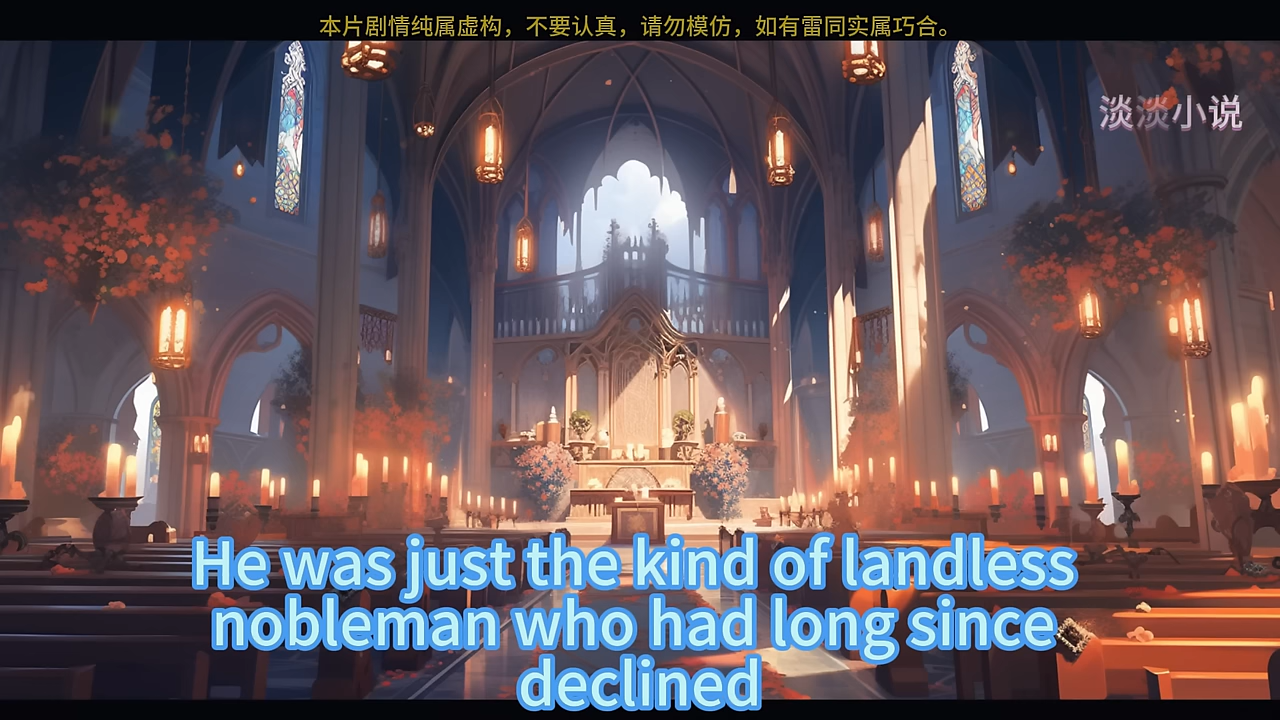 本片剧情纯属虚构，不要认真，请勿模仿，如有雷同实属巧合。
淡淡小说
He was just the kind of landless
nobleman who had long since
declined